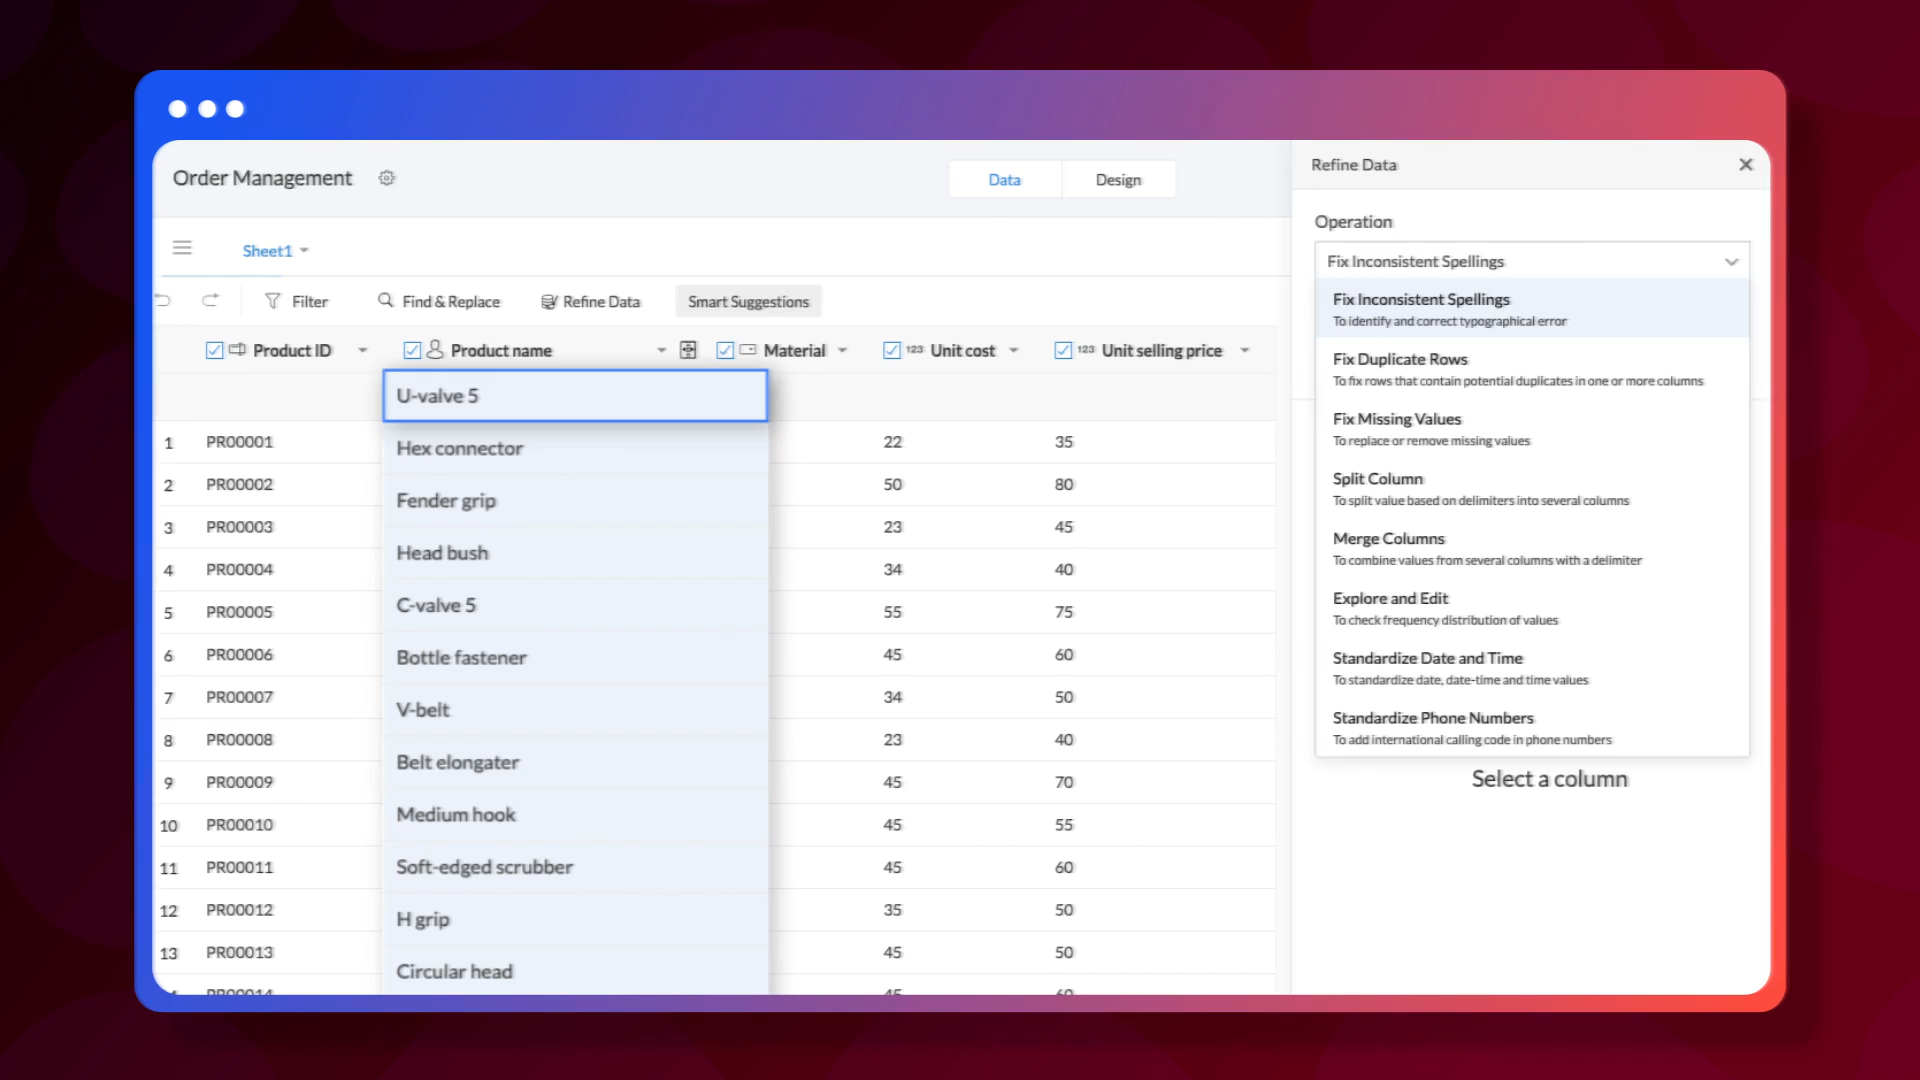 Order Management
Data
Design
Refine Data
Operation
Fix Inconsistent Spellings
Fix Inconsistent Spellings
To identify and correct typographical error
Fix Duplicate Rows
To fix rows that contain potential duplicates in one or more columns
Fix Missing Values
To replace or remove missing values
Split Column
To split value based on delimiters into several columns
Merge Columns
To combine values from several columns with a delimiter
Explore and Edit
To check frequency distribution of values
Standardize Date and Time
To standardize date, date-time and time values
Standardize Phone Numbers
To add international calling code in phone numbers
Select a column
Sheet1
Filter
Find & Replace
Refine Data
Smart Suggestions
Product ID
Product name
Material
123 Unit cost
123 Unit selling price
U-valve 5
Hex connector
Fender grip
Head bush
C-valve 5
Bottle fastener
V-belt
Belt elongater
Medium hook
Soft-edged scrubber
H grip
Circular head
1 PR00001 22 35
2 PR00002 50 80
3 PR00003 23 45
4 PR00004 34 40
5 PR00005 55 75
6 PR00006 45 60
7 PR00007 34 50
8 PR00008 23 40
9 PR00009 45 70
10 PR00010 45 55
11 PR00011 45 60
12 PR00012 35 50
13 PR00013 45 50
PR00014 45 60